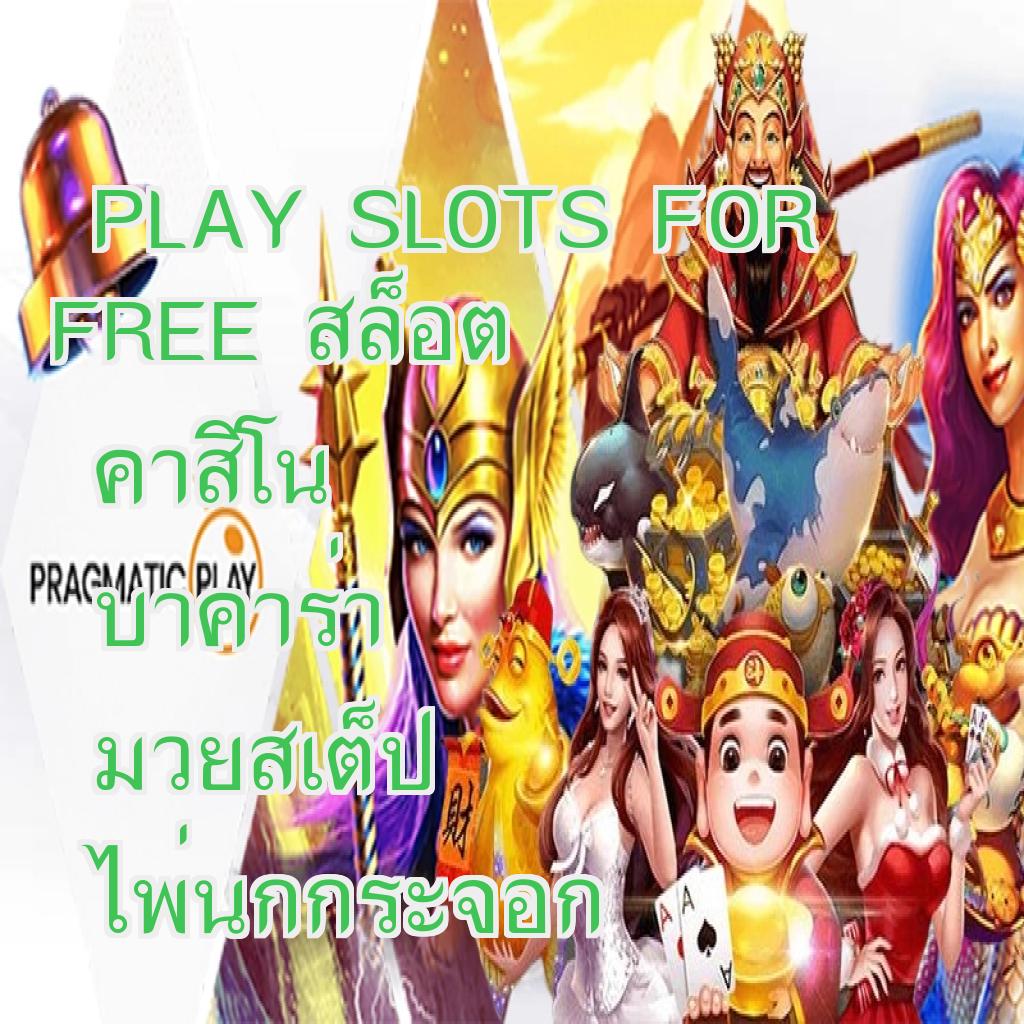 PLAY SLOTS FOR
FREE สล็อต
คาสิโน
PRAGMATIC PLAY
บาคาร่า
มวยสเต็ป
ไพ่นกกระจอก
財
A A
A